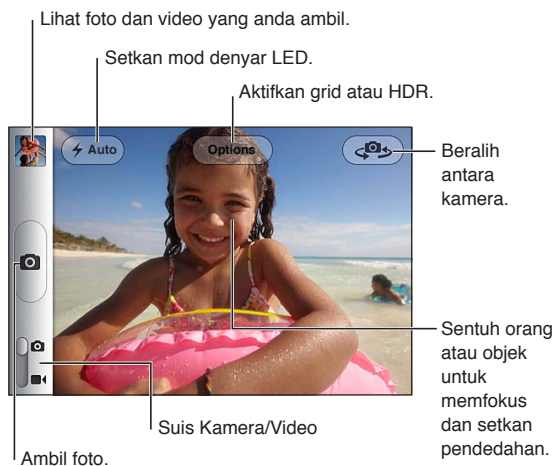 Lihat foto dan video yang anda ambil.
Setkan mod denyar LED.
Aktifkan grid atau HDR.
Auto
Options
Beralih
antara
kamera.
Sentuh orang
atau objek
untuk
memfokus
dan setkan
pendedahan.
Suis Kamera/Video
Ambil foto.